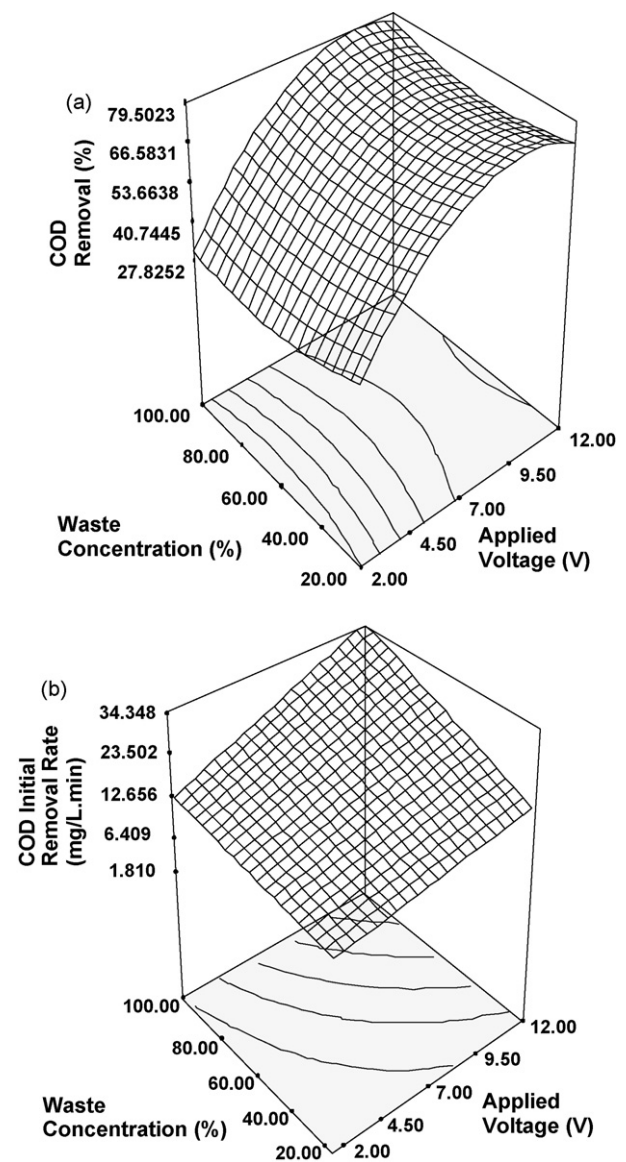 (a)
79.5023
66.5831
53.6638
40.7445
27.8252
COD
Removal (%)
100.00
80.00
60.00
40.00
20.00
Waste
Concentration (%)
12.00
9.50
7.00
4.50
2.00
Applied
Voltage (V)
(b)
34.348
23.502
12.656
6.409
1.810
COD Initial
Removal Rate
(mg/L.min)
100.00
80.00
60.00
40.00
20.00
Waste
Concentration (%)
12.00
9.50
7.00
4.50
2.00
Applied
Voltage (V)